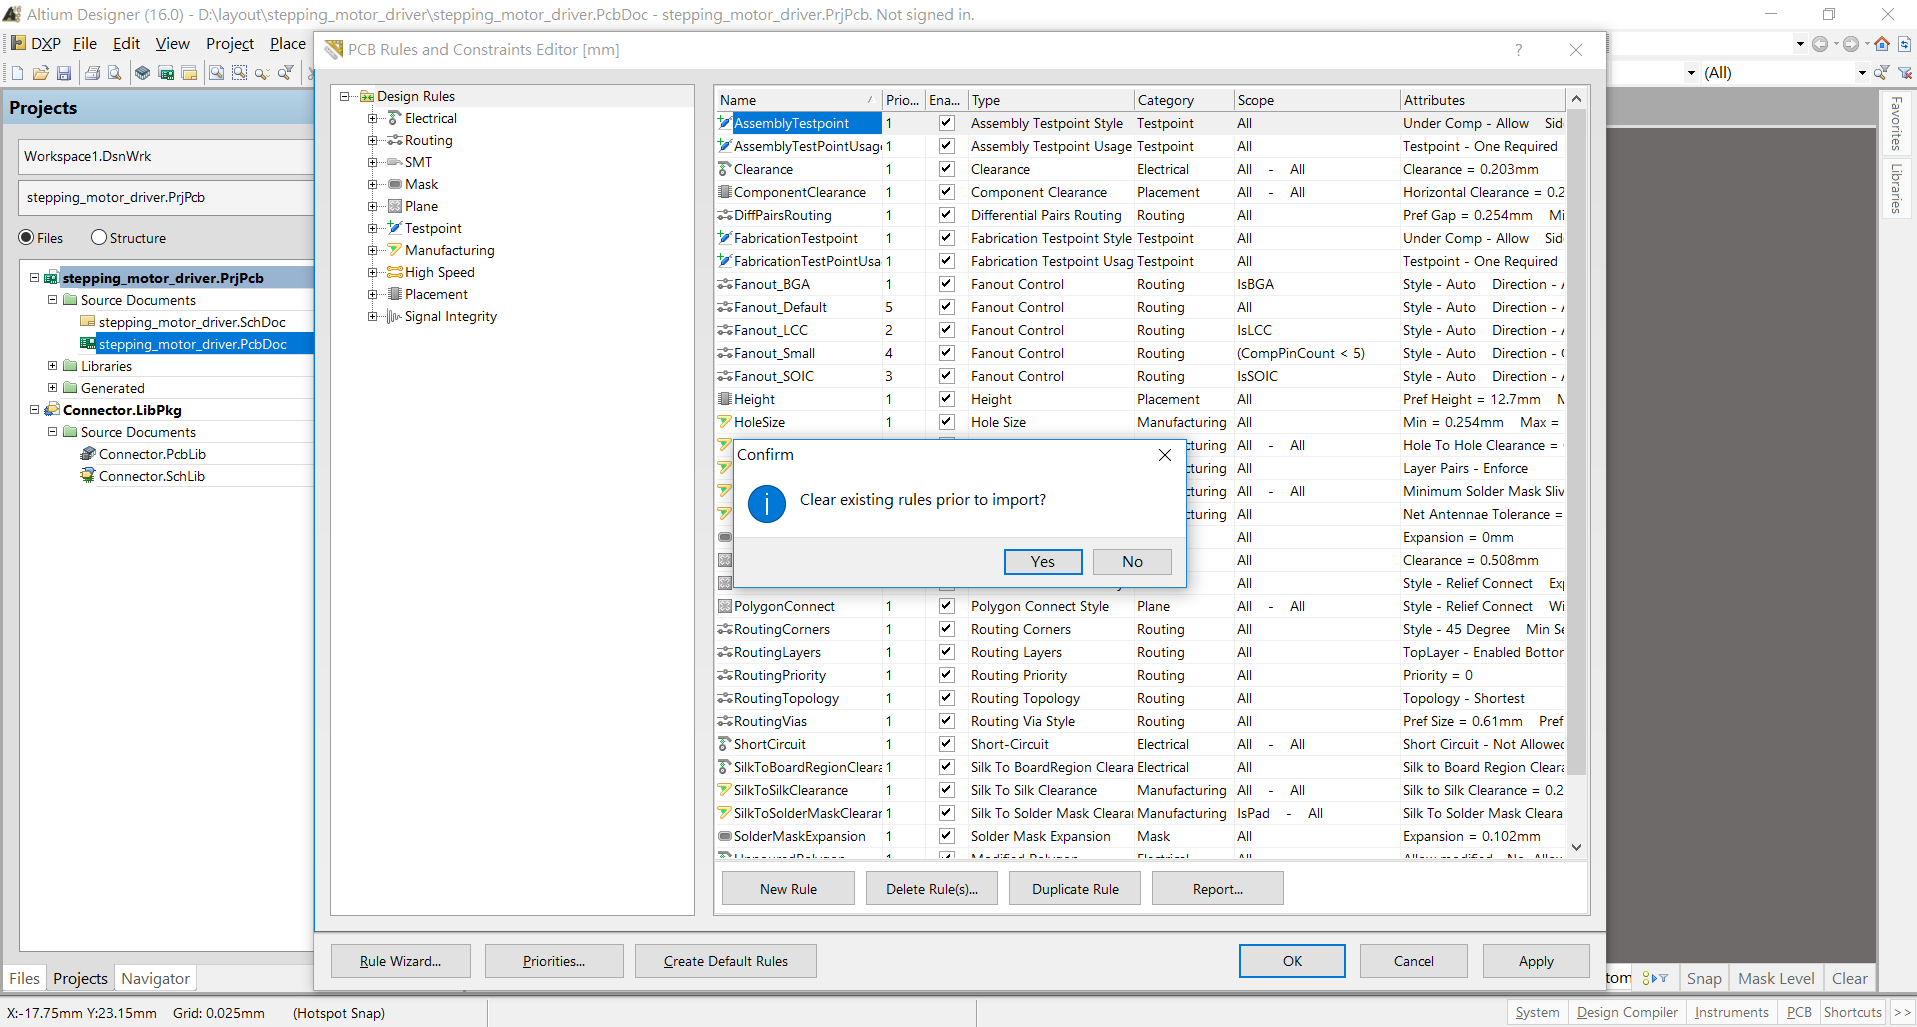 Altium Designer (16.0) - D:\layout\stepping_motor_driver\stepping_motor_driver.PcbDoc - stepping_motor_driver.PrjPcb. Not signed in.
DXP File Edit View Project Place
(All)
Projects
Workspace1.DsnWrk
stepping_motor_driver.PrjPcb
Files Structure
stepping_motor_driver.PrjPcb
Source Documents
stepping_motor_driver.SchDoc
stepping_motor_driver.PcbDoc
Libraries
Generated
Connector.LibPkg
Source Documents
Connector.PcbLib
Connector.SchLib
Files Projects Navigator
PCB Rules and Constraints Editor [mm]
?
Design Rules
Electrical
Routing
SMT
Mask
Plane
Testpoint
Manufacturing
High Speed
Placement
Signal Integrity
Name Prio... Ena... Type Category Scope Attributes
AssemblyTestpoint 1 Assembly Testpoint Style Testpoint All Under Comp - Allow Sid
AssemblyTestPointUsag 1 Assembly Testpoint Usage Testpoint All Testpoint - One Required
Clearance 1 Clearance Electrical All - All Clearance = 0.203mm
ComponentClearance 1 Component Clearance Placement All - All Horizontal Clearance = 0.2
DiffPairsRouting 1 Differential Pairs Routing Routing All Pref Gap = 0.254mm Mi
FabricationTestpoint 1 Fabrication Testpoint Style Testpoint All Under Comp - Allow Sid
FabricationTestPointUsa 1 Fabrication Testpoint Usag Testpoint All Testpoint - One Required
Fanout_BGA 1 Fanout Control Routing IsBGA Style - Auto Direction -
Fanout_Default 5 Fanout Control Routing All Style - Auto Direction -
Fanout_LCC 2 Fanout Control Routing IsLCC Style - Auto Direction -
Fanout_Small 4 Fanout Control Routing (CompPinCount < 5) Style - Auto Direction -
Fanout_SOIC 3 Fanout Control Routing IsSOIC Style - Auto Direction -
Height 1 Height Placement All Pref Height = 12.7mm
HoleSize 1 Hole Size Manufacturing All Min = 0.254mm Max =
cturing All - All Hole To Hole Clearance =
cturing All Layer Pairs - Enforce
cturing All - All Minimum Solder Mask Sliv
cturing All Net Antennae Tolerance =
All Expansion = 0mm
All Clearance = 0.508mm
All Style - Relief Connect Ex
PolygonConnect 1 Polygon Connect Style Plane All - All Style - Relief Connect Wi
RoutingCorners 1 Routing Corners Routing All Style - 45 Degree Min Se
RoutingLayers 1 Routing Layers Routing All TopLayer - Enabled Bottor
RoutingPriority 1 Routing Priority Routing All Priority = 0
RoutingTopology 1 Routing Topology Routing All Topology - Shortest
RoutingVias 1 Routing Via Style Routing All Pref Size = 0.61mm Pref
ShortCircuit 1 Short-Circuit Electrical All - All Short Circuit - Not Allowed
SilkToBoardRegionCleara 1 Silk To BoardRegion Cleara Electrical All Silk to Board Region Clear
SilkToSilkClearance 1 Silk To Silk Clearance Manufacturing All - All Silk to Silk Clearance = 0.2
SilkToSolderMaskClearar 1 Silk To Solder Mask Clearar Manufacturing IsPad - All Silk To Solder Mask Cleara
SolderMaskExpansion 1 Solder Mask Expansion Mask All Expansion = 0.102mm
Confirm
Clear existing rules prior to import?
Yes No
New Rule Delete Rule(s)... Duplicate Rule Report...
Rule Wizard... Priorities... Create Default Rules OK Cancel Apply
Favorites
Libraries
tom Snap Mask Level Clear
X:-17.75mm Y:23.15mm Grid: 0.025mm (Hotspot Snap)
System Design Compiler Instruments PCB Shortcuts >>